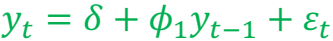 𝑦ₜ = 𝛿 + 𝜙₁𝑦ₜ₋₁ + 𝜀ₜ